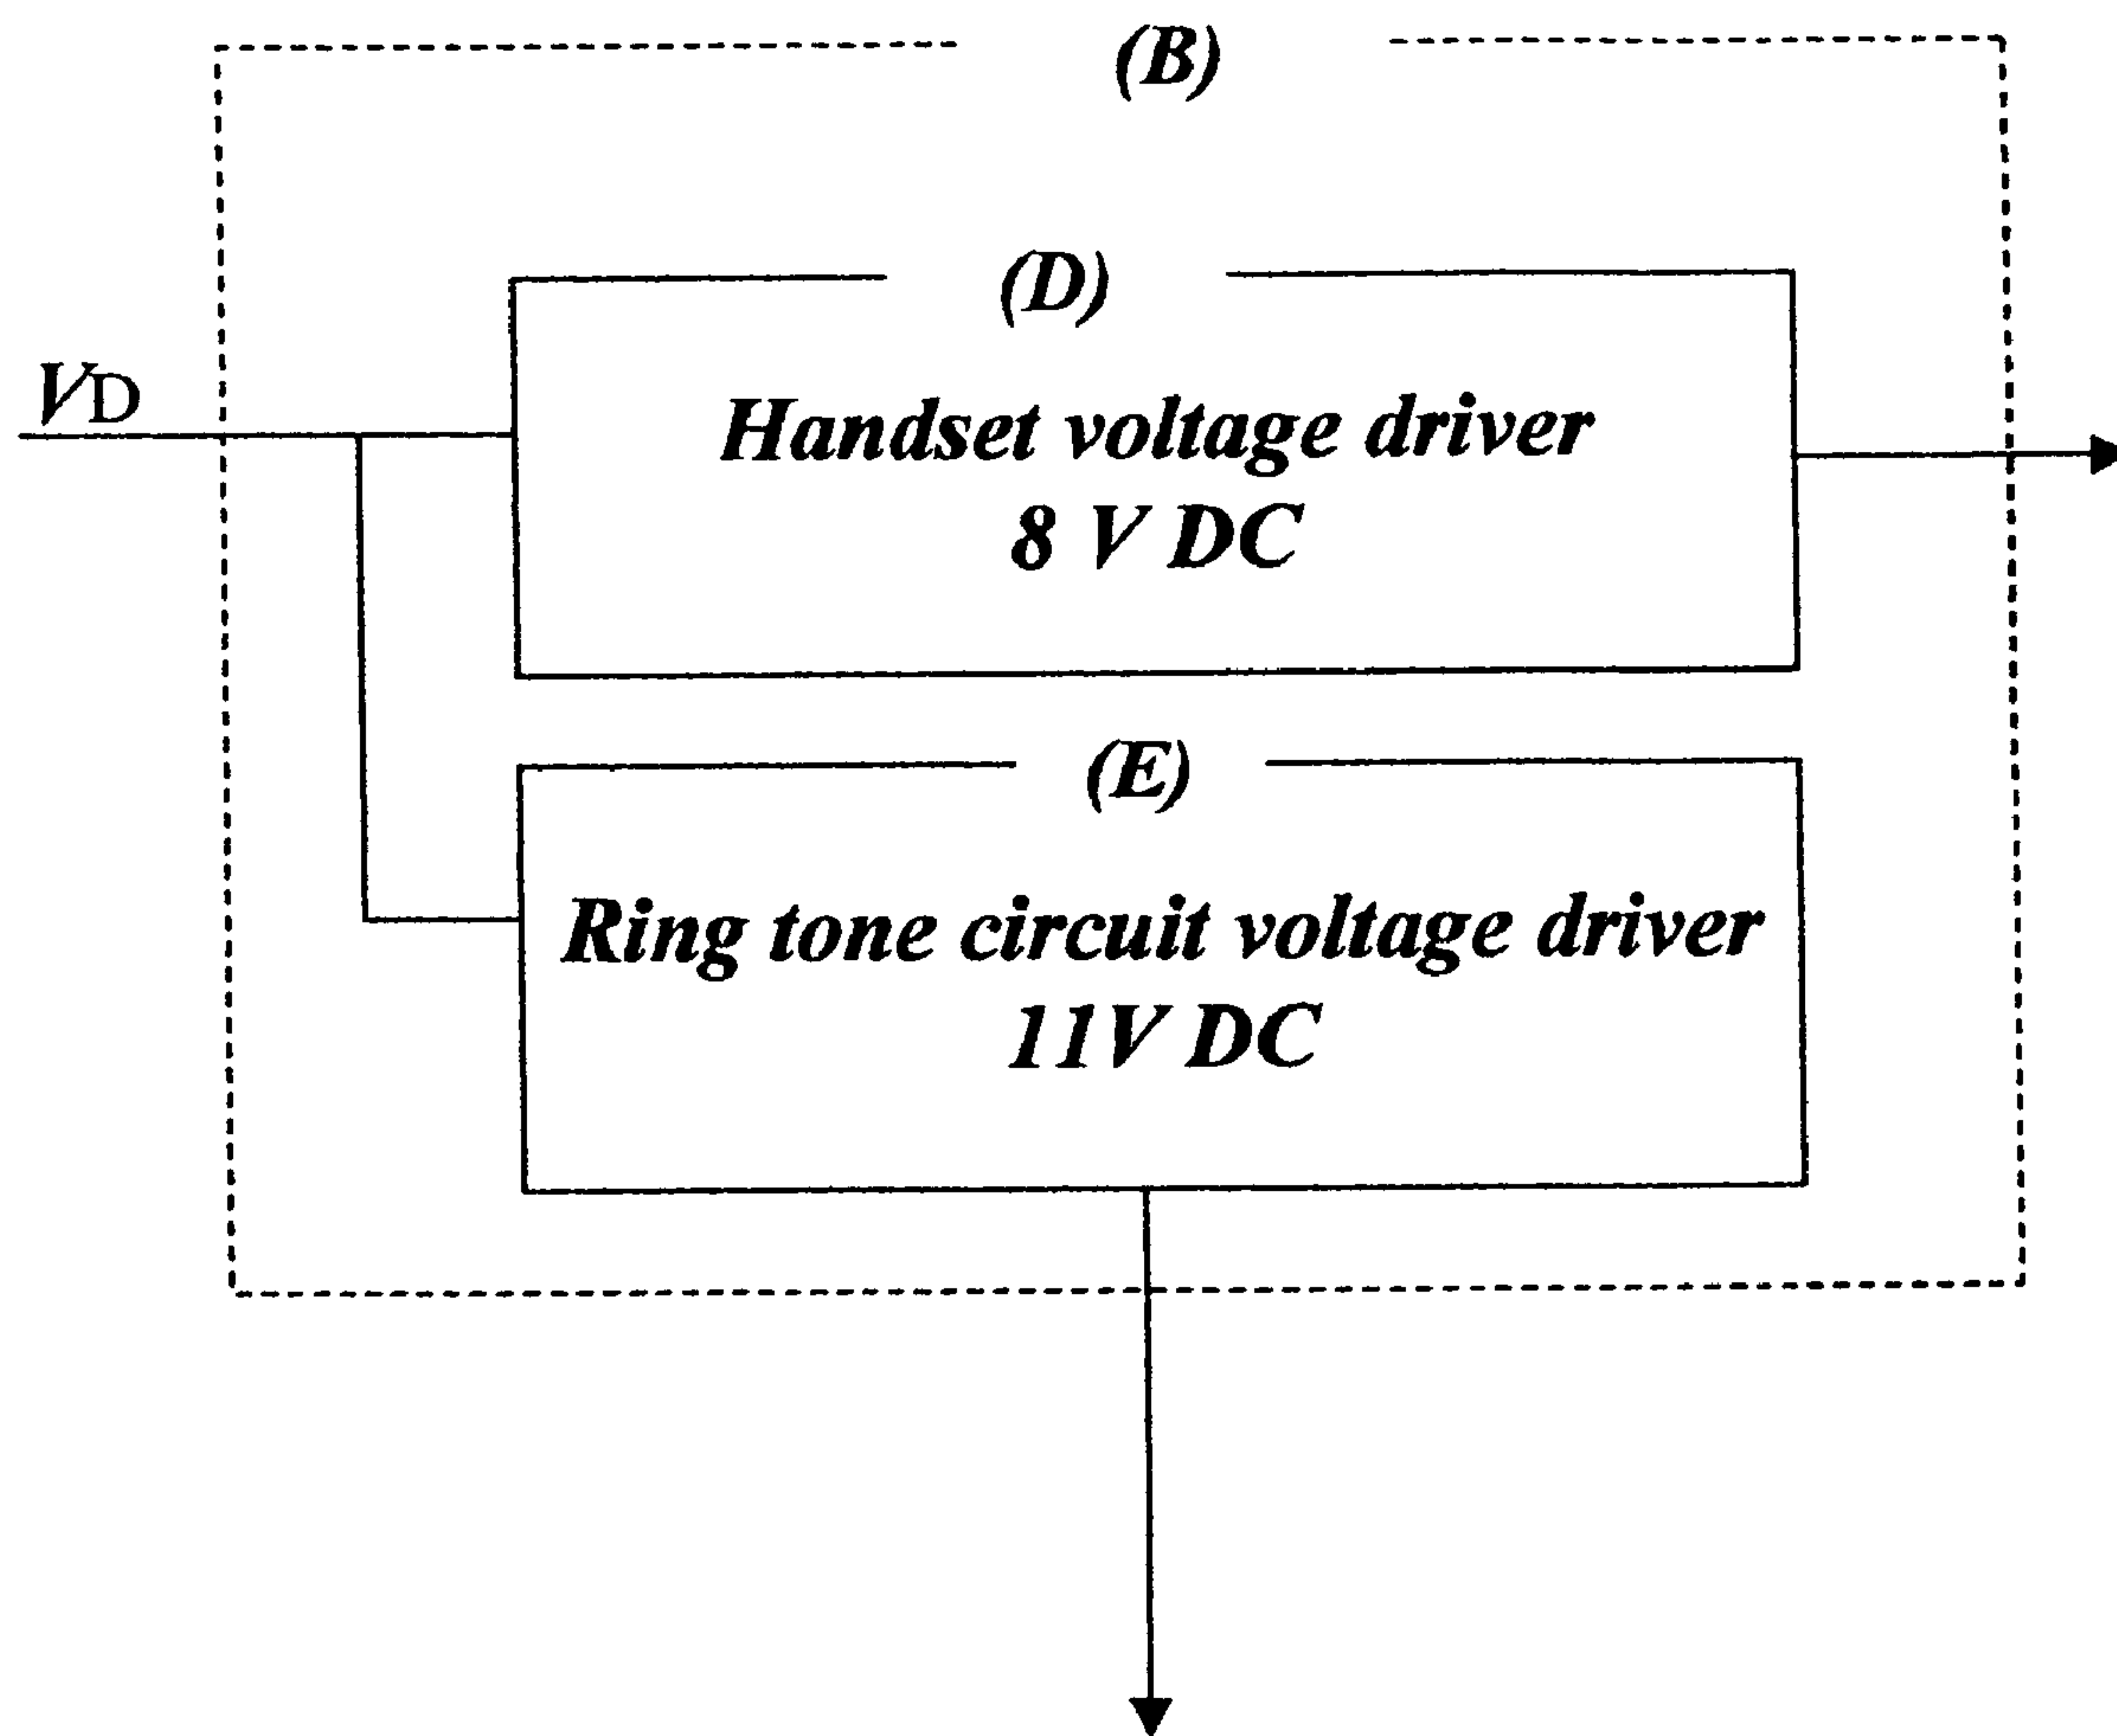 (B)
(D)
VD
Handset voltage driver
8 V DC
(E)
Ring tone circuit voltage driver
11V DC